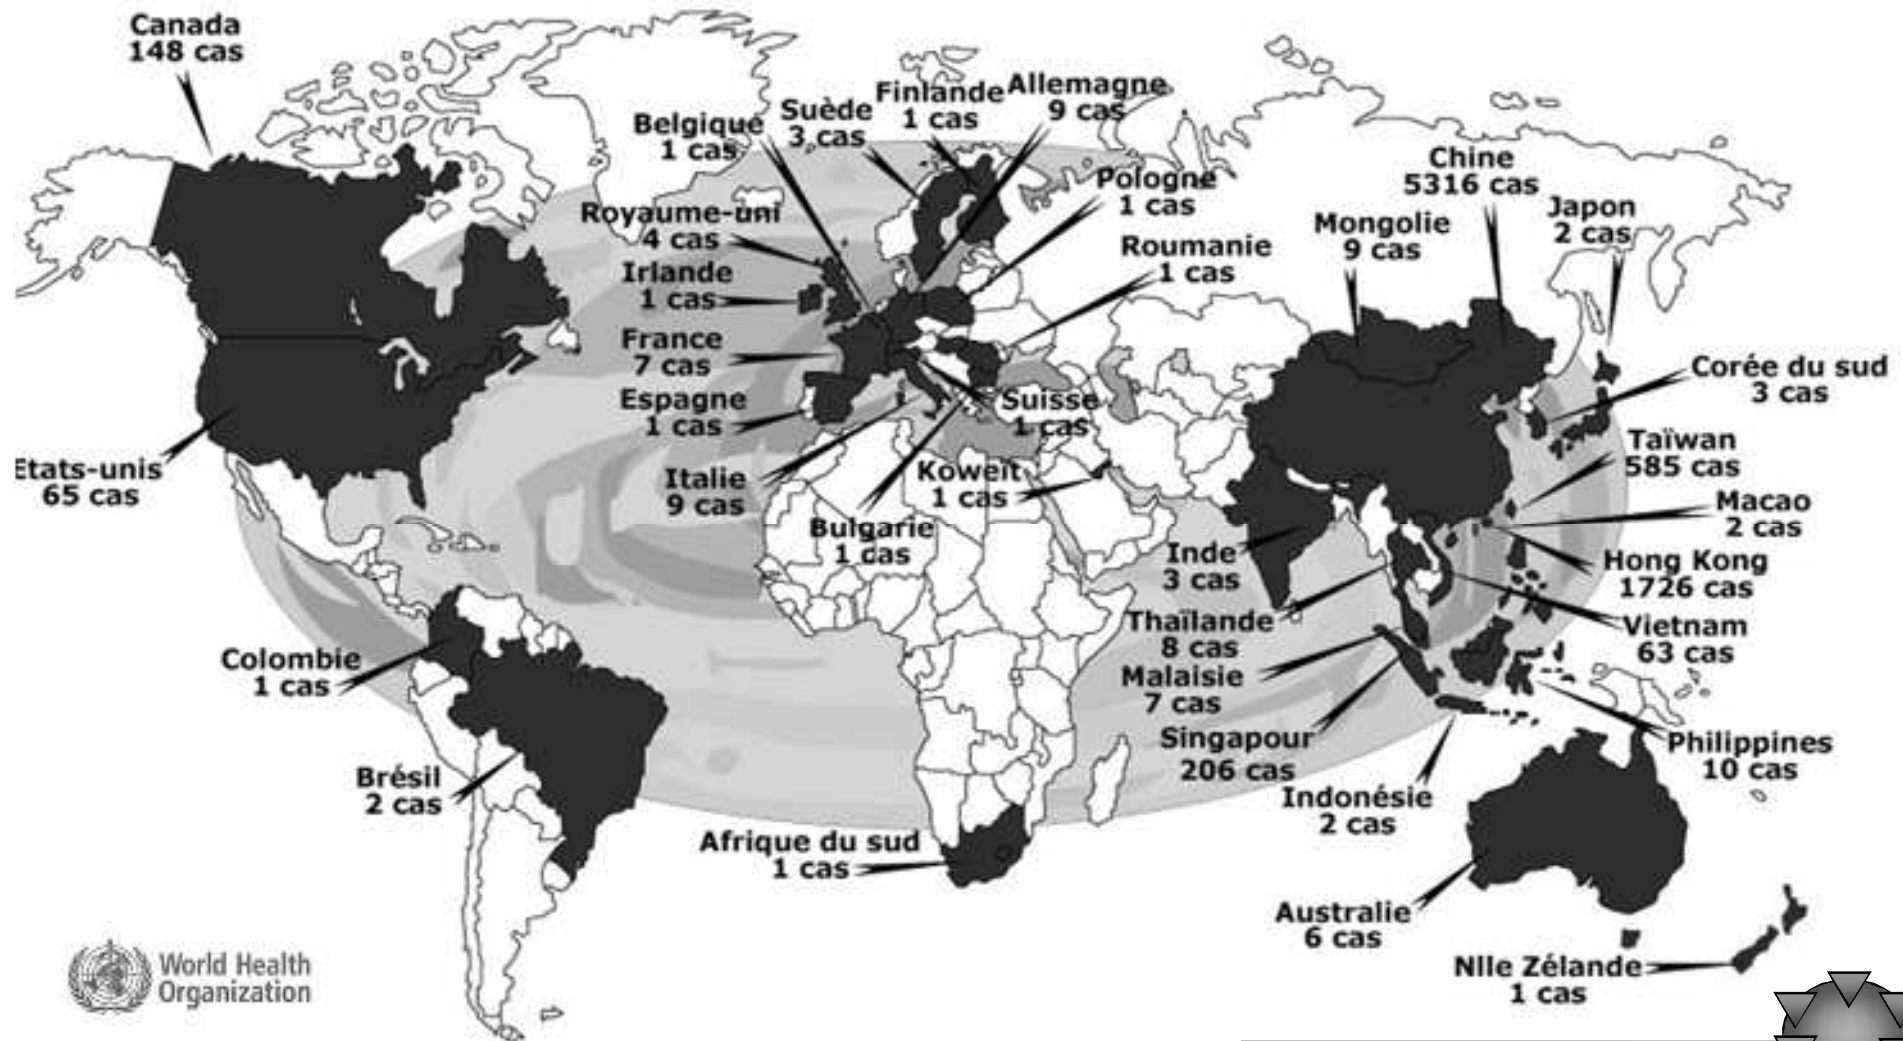 Canada
148 cas
Belgique
1 cas
Suède
3 cas
Finlande
1 cas
Allemagne
9 cas
Pologne
1 cas
Chine
5316 cas
Japon
2 cas
Mongolie
9 cas
Royaume-uni
4 cas
Roumanie
1 cas
Irlande
1 cas
France
7 cas
Corée du sud
3 cas
Espagne
1 cas
Suisse
1 cas
Taïwan
585 cas
Etats-unis
65 cas
Italie
9 cas
Koweït
1 cas
Macao
2 cas
Bulgarie
1 cas
Inde
3 cas
Hong Kong
1726 cas
Thaïlande
8 cas
Vietnam
63 cas
Colombie
1 cas
Malaisie
7 cas
Singapour
206 cas
Philippines
10 cas
Brésil
2 cas
Indonésie
2 cas
Afrique du sud
1 cas
Australie
6 cas
Nlle Zélande
1 cas
World Health
Organization